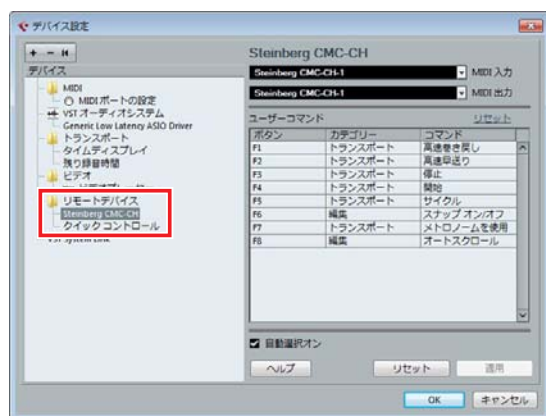 デバイス設定
+ - |◀
デバイス
MIDI
MIDI ポートの設定
VST オーディオシステム
Generic Low Latency ASIO Driver
トランスポート
タイムディスプレイ
残り録音時間
ビデオ
リモートデバイス
Steinberg CMC-CH
クイックコントロール
VST System Link
Steinberg CMC-CH
Steinberg CMC-CH-1 MIDI 入力
Steinberg CMC-CH-1 MIDI 出力
ユーザーコマンド リセット
ボタン カテゴリー コマンド
F1 トランスポート 高速巻き戻し
F2 トランスポート 高速早送り
F3 トランスポート 停止
F4 トランスポート 開始
F5 トランスポート サイクル
F6 編集 スナップ オン/オフ
F7 トランスポート メトロノームを使用
F8 編集 オートスクロール
自動選択オン
ヘルプ リセット 適用
OK キャンセル